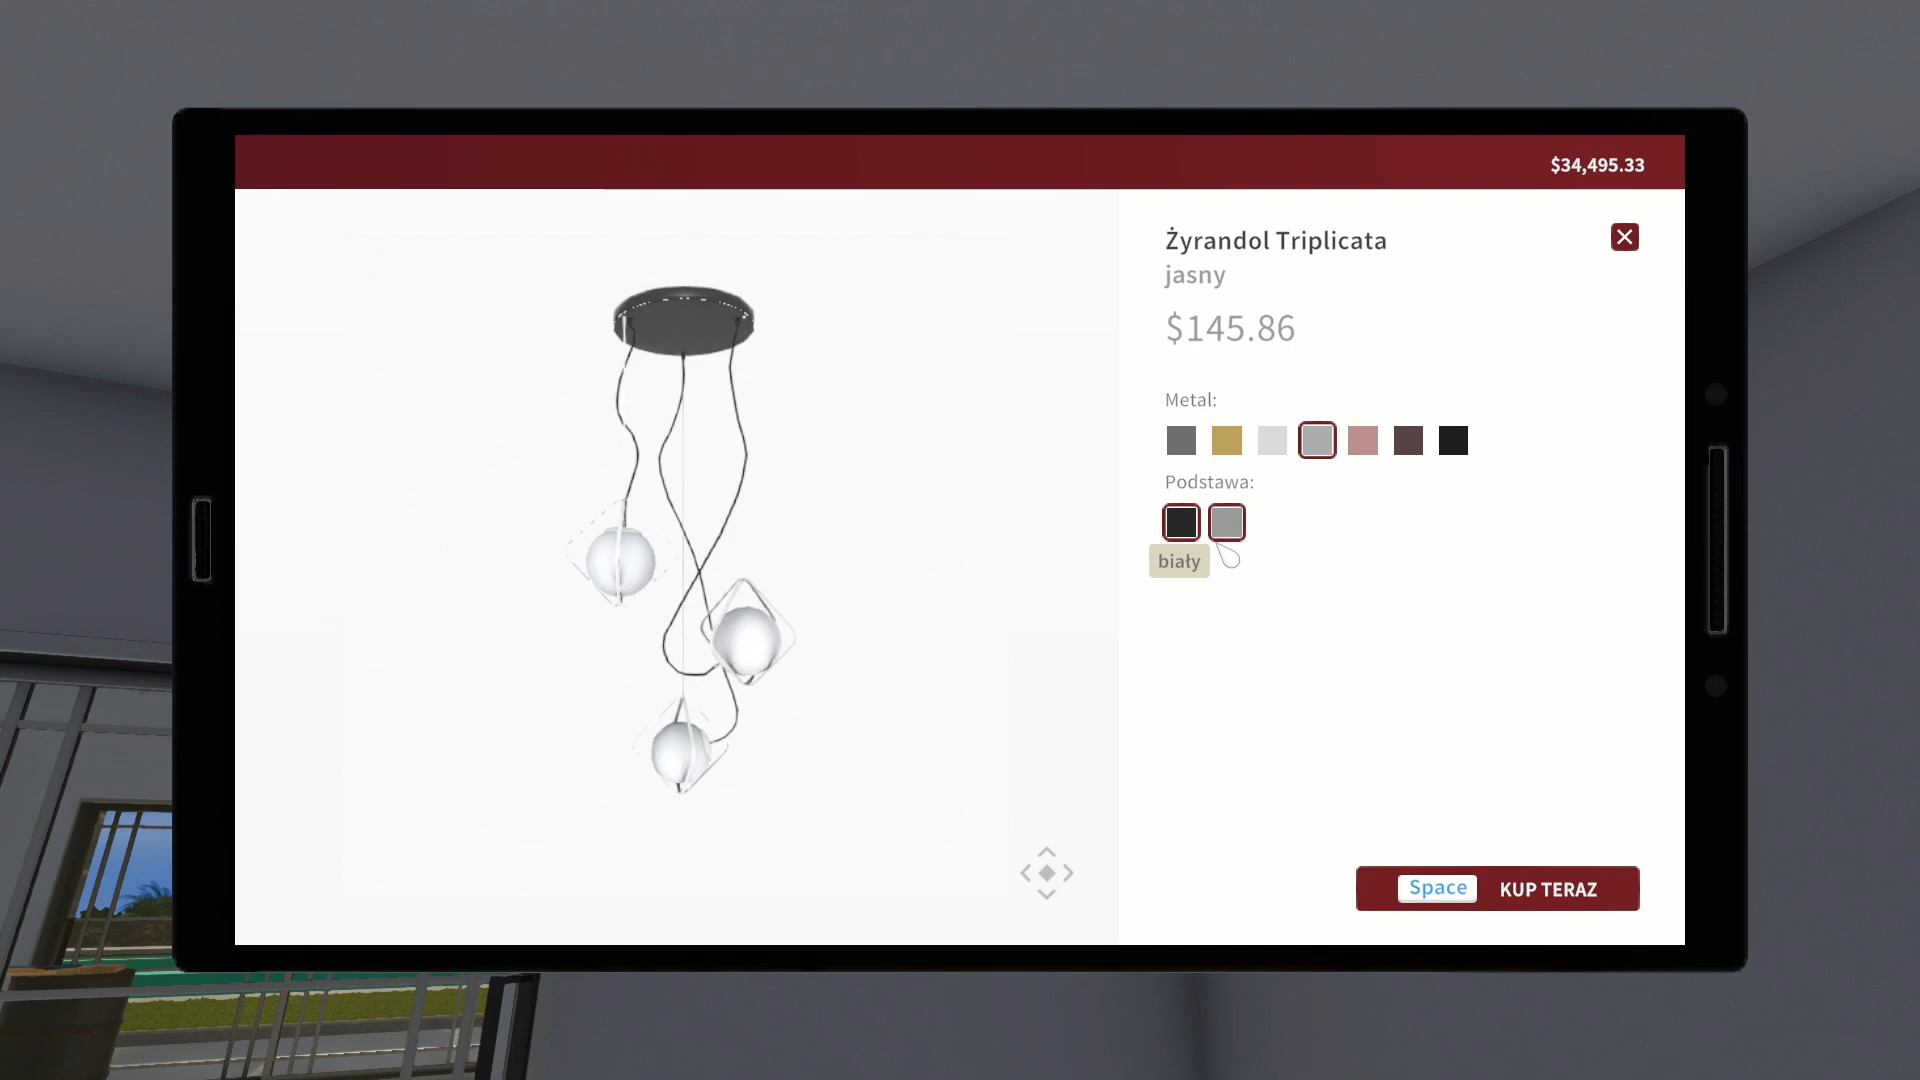 $34,495.33
Żyrandol Triplicata
jasny
$145.86
Metal:
Podstawa:
biały
Space KUP TERAZ